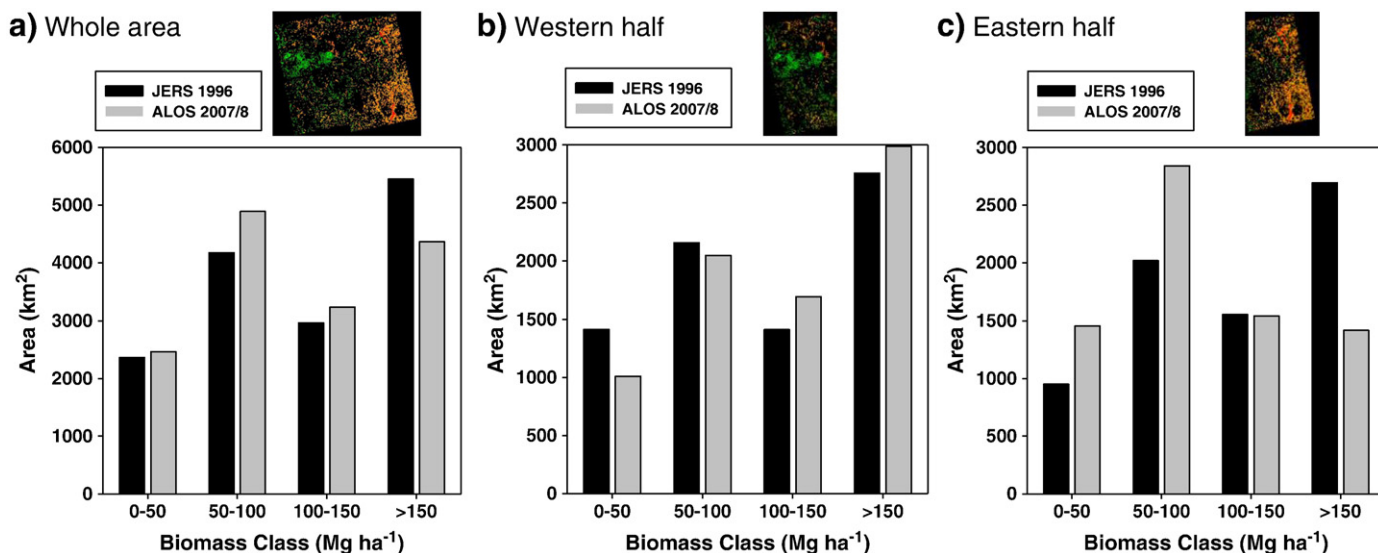 a) Whole area
JERS 1996
ALOS 2007/8
6000
5000
4000
3000
2000
1000
0
Area (km²)
0-50 50-100 100-150 >150
Biomass Class (Mg ha⁻¹)
b) Western half
JERS 1996
ALOS 2007/8
3000
2500
2000
1500
1000
500
0
Area (km²)
0-50 50-100 100-150 >150
Biomass Class (Mg ha⁻¹)
c) Eastern half
JERS 1996
ALOS 2007/8
3000
2500
2000
1500
1000
500
0
Area (km²)
0-50 50-100 100-150 >150
Biomass Class (Mg ha⁻¹)